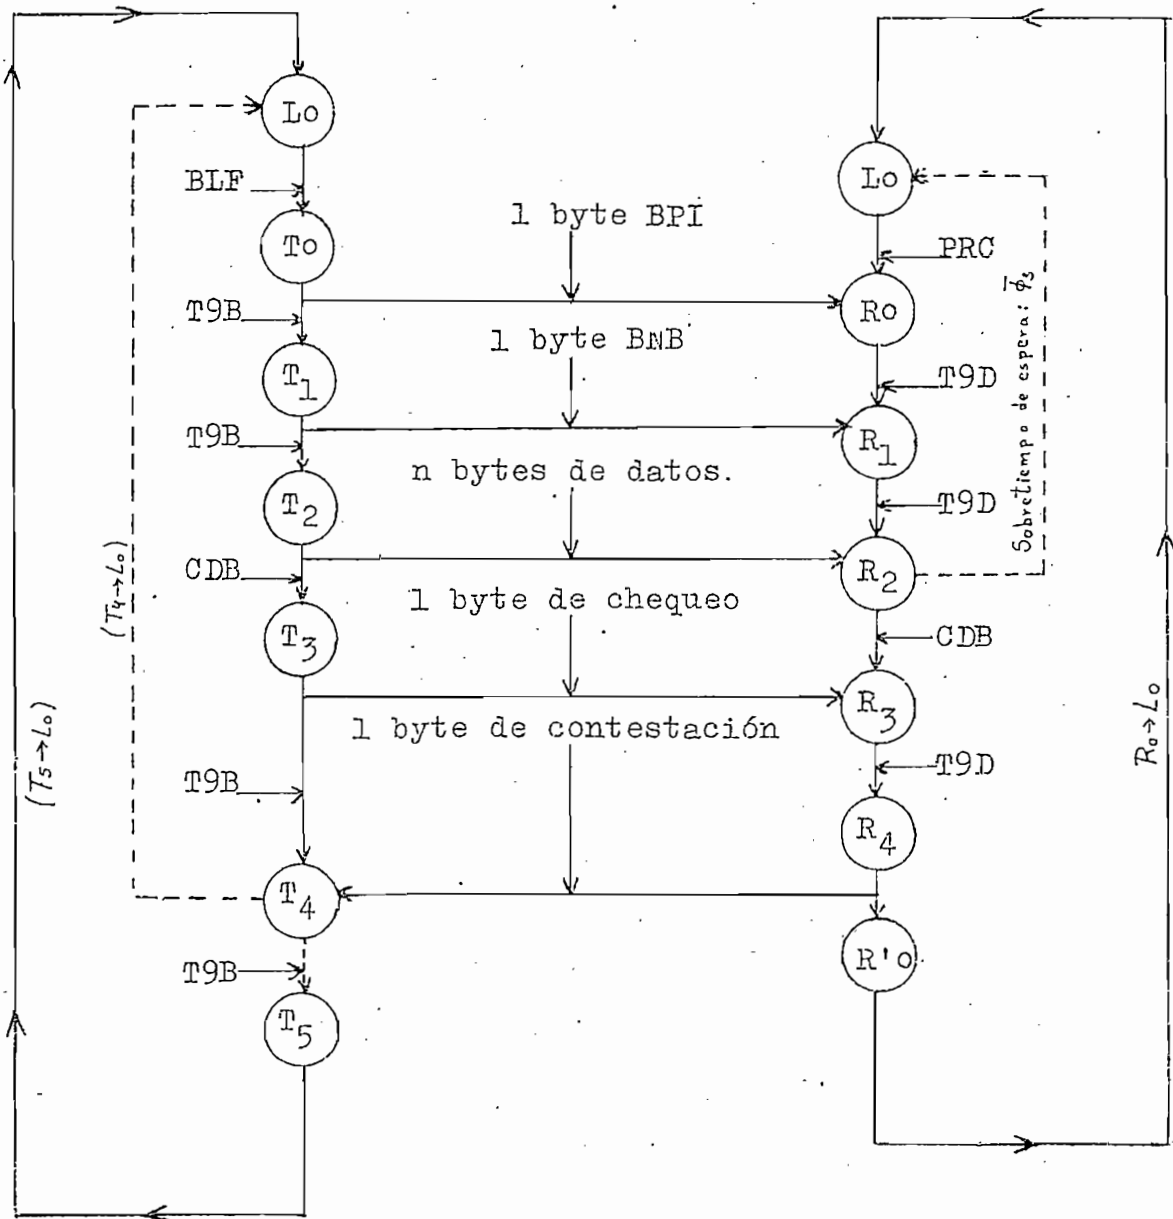 Lo
BLF
Lo
1 byte BPI
To
PRC
T9B
Ro
1 byte BNB
T1
T9D
T9B
R1
n bytes de datos.
T2
T9D
CDB
R2
Sobretiempo de espera: φ̅3
1 byte de chequeo
T3
CDB
(T4→Lo)
R3
1 byte de contestación
(T5→Lo)
Ro→Lo
T9B
T9D
R4
T4
T9B
R'o
T5